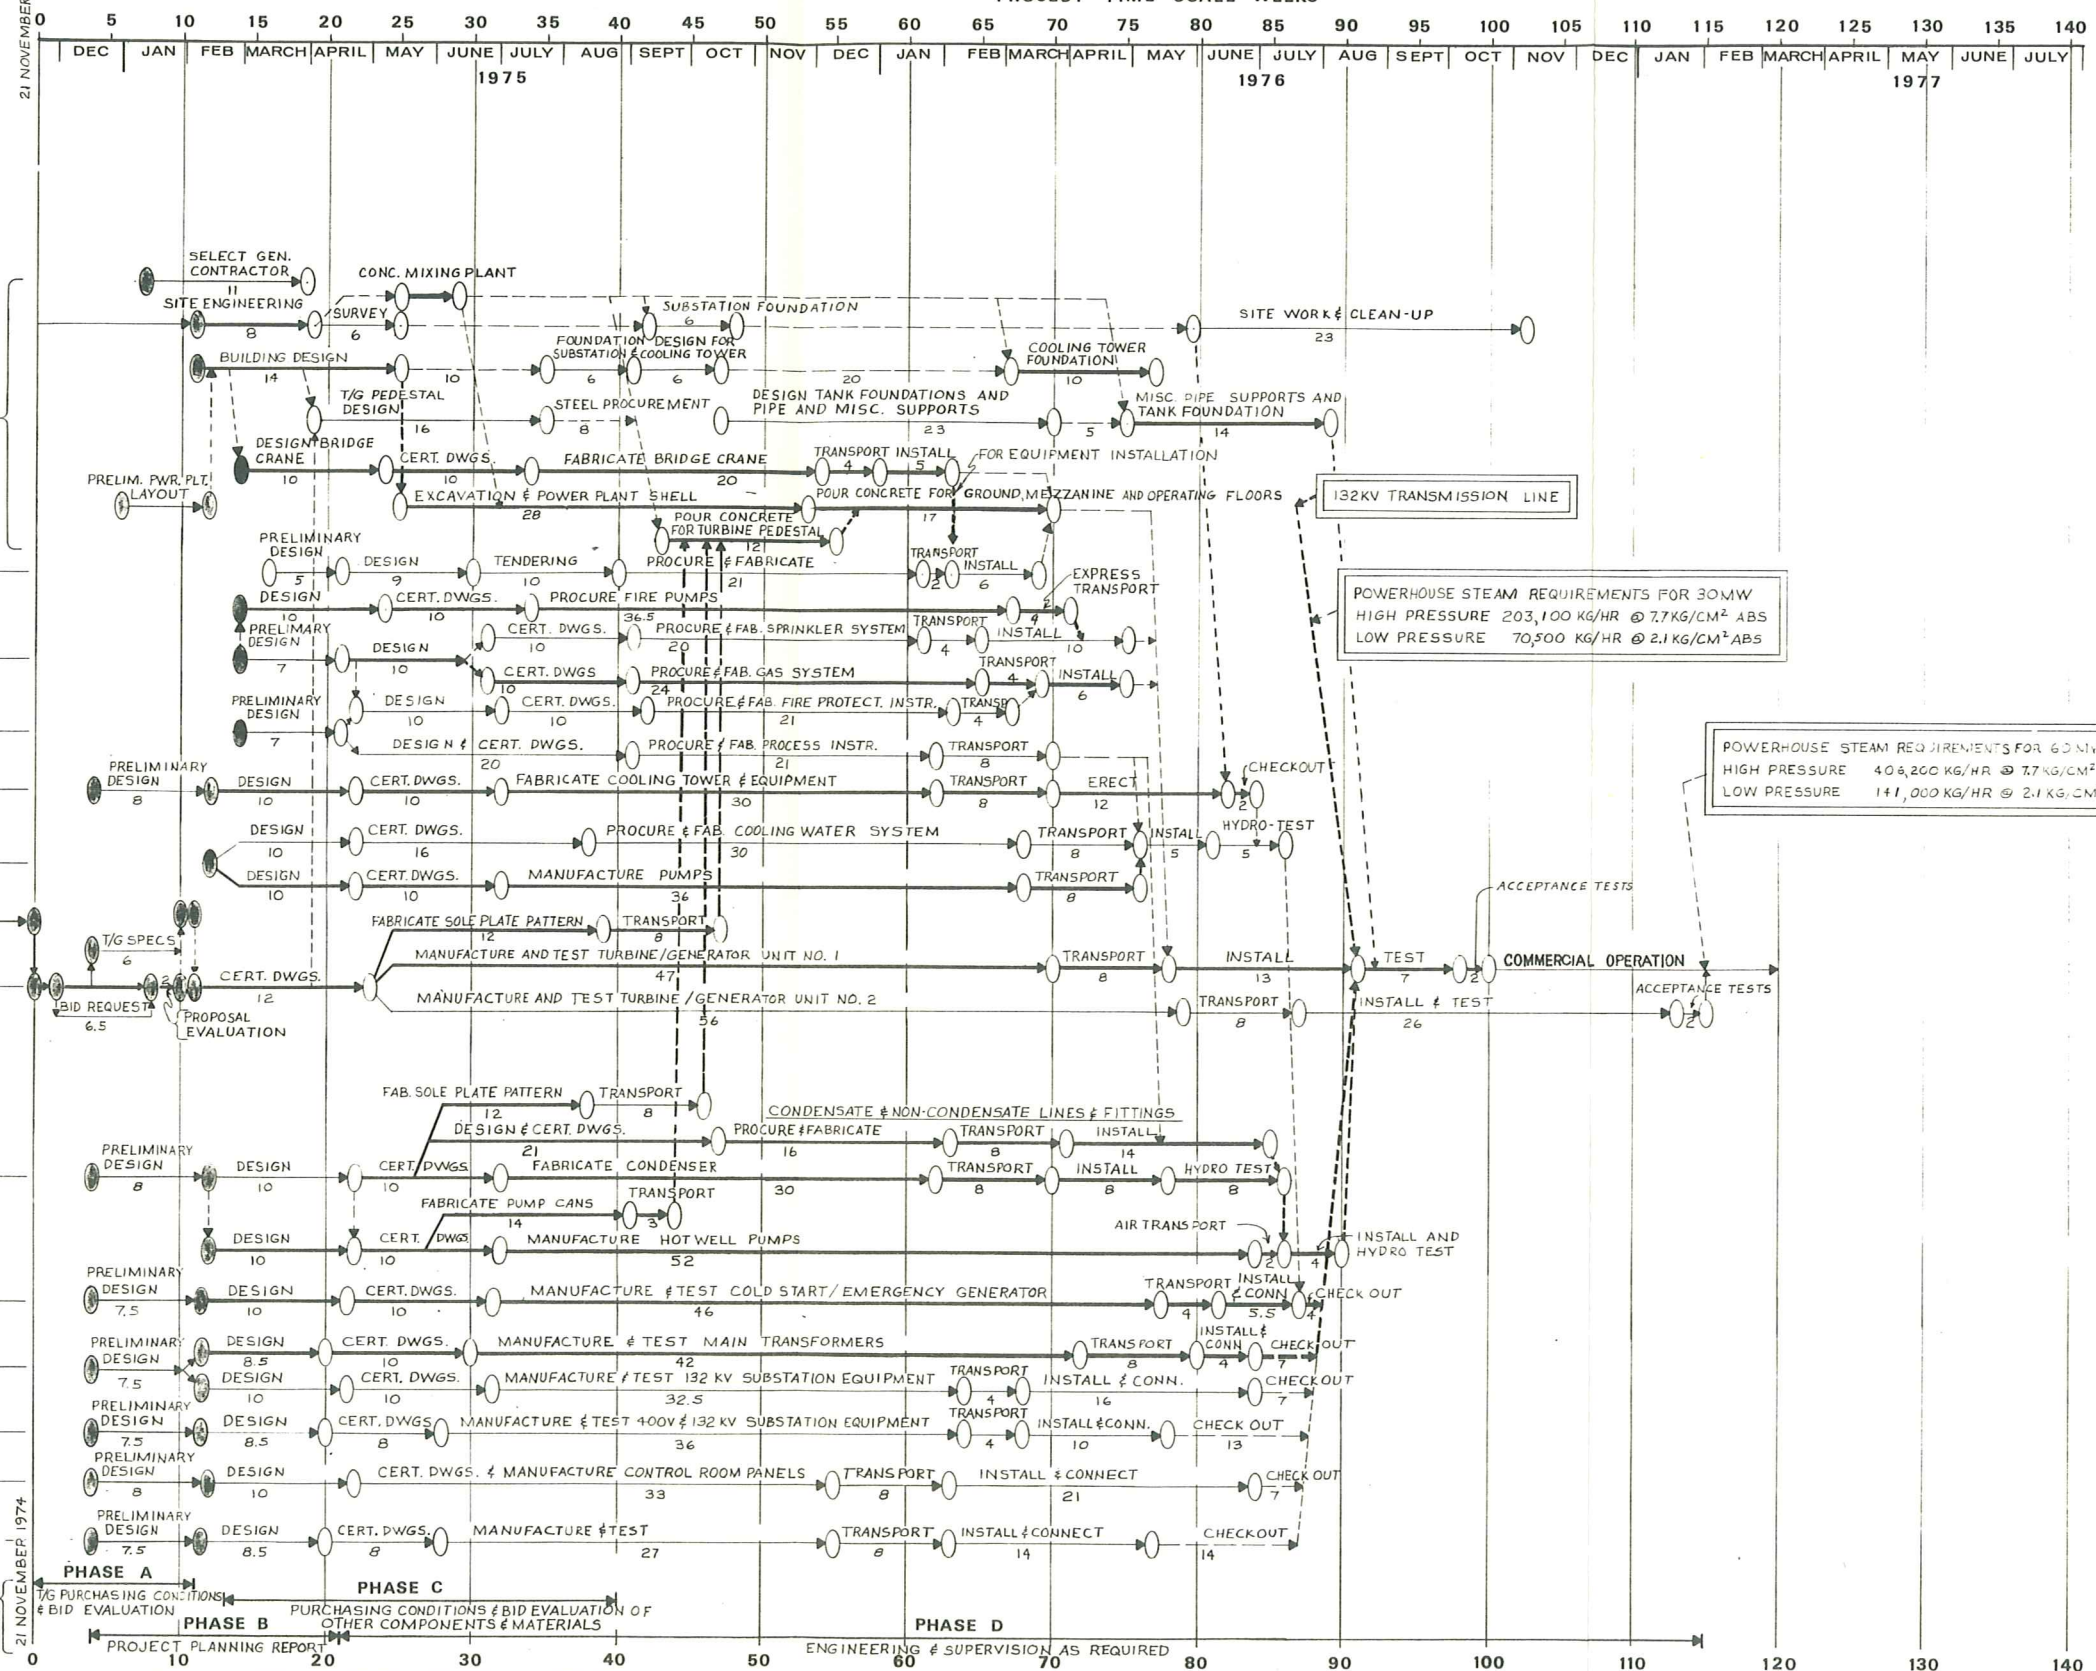 0 5 10 15 20 25 30 35 40 45 50 55 60 65 70 75 80 85 90 95 100 105 110 115 120 125 130 135 140
21 NOVEMBER
DEC JAN FEB MARCH APRIL MAY JUNE JULY AUG SEPT OCT NOV DEC JAN FEB MARCH APRIL MAY JUNE JULY AUG SEPT OCT NOV DEC JAN FEB MARCH APRIL MAY JUNE JULY
1975 1976 1977
SELECT GEN.
CONTRACTOR
11
CONC. MIXING PLANT
SITE ENGINEERING
8
SURVEY
6
SUBSTATION FOUNDATION
6
SITE WORK & CLEAN-UP
23
BUILDING DESIGN
14
10
FOUNDATION DESIGN FOR
SUBSTATION & COOLING TOWER
6 6
20
COOLING TOWER
FOUNDATION
10
T/G PEDESTAL
DESIGN
16
STEEL PROCUREMENT
8
DESIGN TANK FOUNDATIONS AND
PIPE AND MISC. SUPPORTS
23
5
MISC. PIPE SUPPORTS AND
TANK FOUNDATION
14
DESIGN BRIDGE
CRANE
10
CERT. DWGS.
10
FABRICATE BRIDGE CRANE
20
TRANSPORT INSTALL
4 5
FOR EQUIPMENT INSTALLATION
PRELIM. PWR. PLT.
LAYOUT
EXCAVATION & POWER PLANT SHELL
28
POUR CONCRETE FOR GROUND, MEZZANINE AND OPERATING FLOORS
17
132KV TRANSMISSION LINE
POUR CONCRETE
FOR TURBINE PEDESTAL
12
PRELIMINARY
DESIGN
5
DESIGN
9
TENDERING
10
PROCURE & FABRICATE
21
TRANSPORT
2
INSTALL
6
EXPRESS
TRANSPORT
DESIGN
10
CERT. DWGS.
10
PROCURE FIRE PUMPS
36.5
4
POWERHOUSE STEAM REQUIREMENTS FOR 30MW
HIGH PRESSURE 203,100 KG/HR @ 7.7KG/CM² ABS
LOW PRESSURE 70,500 KG/HR @ 2.1KG/CM² ABS
PRELIMARY
DESIGN
7
DESIGN
10
CERT. DWGS.
10
PROCURE & FAB. SPRINKLER SYSTEM
20
TRANSPORT
4
INSTALL
10
CERT. DWGS
10
PROCURE & FAB. GAS SYSTEM
24
TRANSPORT
4
INSTALL
6
PRELIMINARY
DESIGN
7
DESIGN
10
CERT. DWGS.
10
PROCURE & FAB. FIRE PROTECT. INSTR.
21
TRANSP
4
DESIGN & CERT. DWGS.
20
PROCURE & FAB. PROCESS INSTR.
21
TRANSPORT
8
POWERHOUSE STEAM REQUIREMENTS FOR 60 MW
HIGH PRESSURE 406,200 KG/HR @ 7.7 KG/CM²
LOW PRESSURE 141,000 KG/HR @ 2.1 KG/CM
PRELIMINARY
DESIGN
8
DESIGN
10
CERT. DWGS.
10
FABRICATE COOLING TOWER & EQUIPMENT
30
TRANSPORT
8
ERECT
12
CHECKOUT
2
DESIGN
10
CERT. DWGS.
16
PROCURE & FAB. COOLING WATER SYSTEM
30
TRANSPORT
8
INSTALL
5
HYDRO-TEST
5
DESIGN
10
CERT. DWGS.
10
MANUFACTURE PUMPS
36
TRANSPORT
8
ACCEPTANCE TESTS
FABRICATE SOLE PLATE PATTERN
12
TRANSPORT
8
T/G SPECS
6
BID REQUEST
6.5
2
PROPOSAL
EVALUATION
CERT. DWGS.
12
MANUFACTURE AND TEST TURBINE/GENERATOR UNIT NO. 1
47
TRANSPORT
8
INSTALL
13
TEST
7
2
COMMERCIAL OPERATION
MANUFACTURE AND TEST TURBINE/GENERATOR UNIT NO. 2
56
TRANSPORT
8
INSTALL & TEST
26
ACCEPTANCE TESTS
2
FAB. SOLE PLATE PATTERN
12
TRANSPORT
8
CONDENSATE & NON-CONDENSATE LINES & FITTINGS
DESIGN & CERT. DWGS.
21
PROCURE & FABRICATE
16
TRANSPORT
8
INSTALL
14
PRELIMINARY
DESIGN
8
DESIGN
10
CERT. DWGS.
10
FABRICATE CONDENSER
30
TRANSPORT
8
INSTALL
8
HYDRO TEST
8
FABRICATE PUMP CANS
14
TRANSPORT
3
DESIGN
10
CERT. DWGS.
10
MANUFACTURE HOT WELL PUMPS
52
AIR TRANSPORT
2
4
INSTALL AND
HYDRO TEST
PRELIMINARY
DESIGN
7.5
DESIGN
10
CERT. DWGS.
10
MANUFACTURE & TEST COLD START/EMERGENCY GENERATOR
46
TRANSPORT
4
INSTALL
& CONN
5.5
CHECK OUT
4
PRELIMINARY
DESIGN
7.5
DESIGN
8.5
CERT. DWGS.
10
MANUFACTURE & TEST MAIN TRANSFORMERS
42
TRANSPORT
8
INSTALL &
CONN
4
CHECK OUT
7
DESIGN
10
CERT. DWGS.
10
MANUFACTURE & TEST 132 KV SUBSTATION EQUIPMENT
32.5
TRANSPORT
4
INSTALL & CONN.
16
CHECKOUT
7
PRELIMINARY
DESIGN
7.5
DESIGN
8.5
CERT. DWGS
8
MANUFACTURE & TEST 400V & 132 KV SUBSTATION EQUIPMENT
36
TRANSPORT
4
INSTALL & CONN.
10
CHECK OUT
13
PRELIMINARY
DESIGN
8
DESIGN
10
CERT. DWGS. & MANUFACTURE CONTROL ROOM PANELS
33
TRANSPORT
8
INSTALL & CONNECT
21
CHECK OUT
7
PRELIMINARY
DESIGN
7.5
DESIGN
8.5
CERT. DWGS.
8
MANUFACTURE & TEST
27
TRANSPORT
8
INSTALL & CONNECT
14
CHECKOUT
14
21 NOVEMBER 1974
PHASE A
T/G PURCHASING CONDITIONS
& BID EVALUATION
PHASE C
PURCHASING CONDITIONS & BID EVALUATION OF
OTHER COMPONENTS & MATERIALS
PHASE B
PROJECT PLANNING REPORT
PHASE D
ENGINEERING & SUPERVISION AS REQUIRED
0 10 20 30 40 50 60 70 80 90 100 110 120 130 140